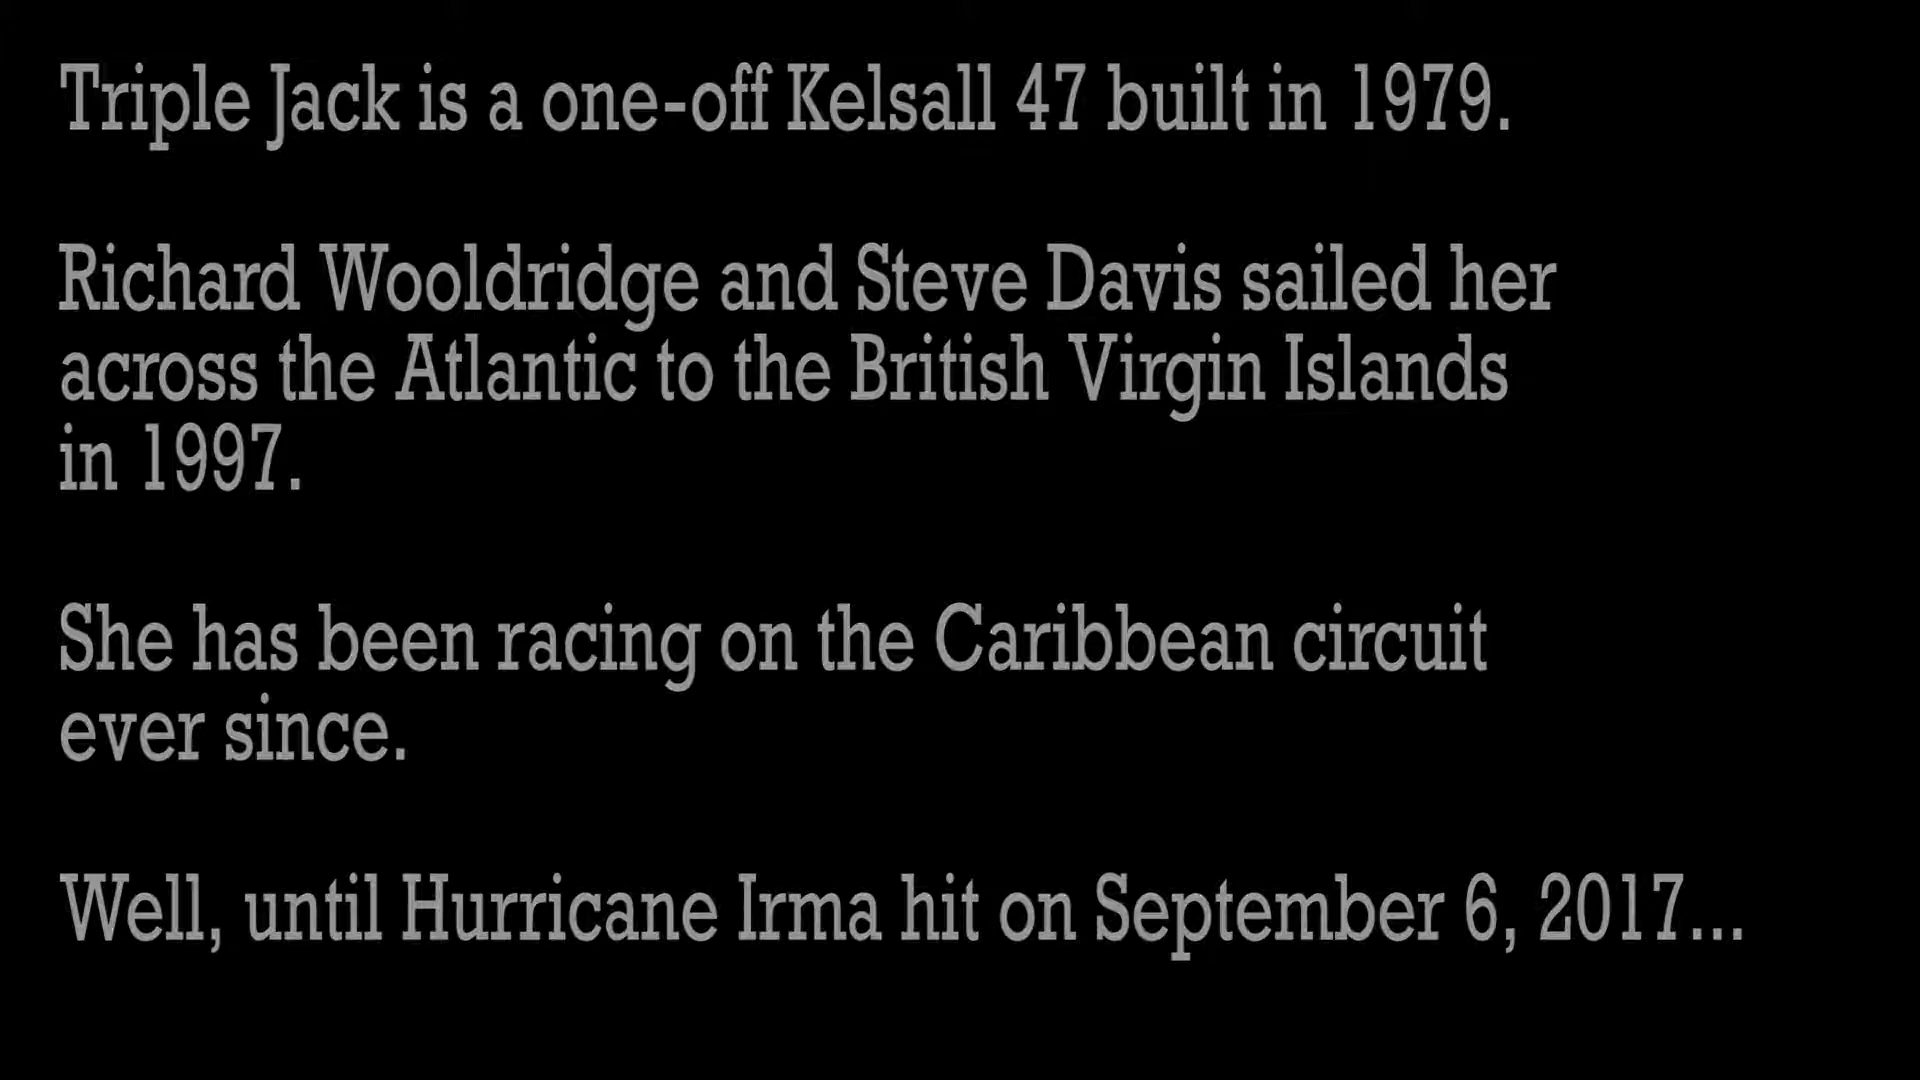 Triple Jack is a one-off Kelsall 47 built in 1979.
Richard Wooldridge and Steve Davis sailed her
across the Atlantic to the British Virgin Islands
in 1997.
She has been racing on the Caribbean circuit
ever since.
Well, until Hurricane Irma hit on September 6, 2017...